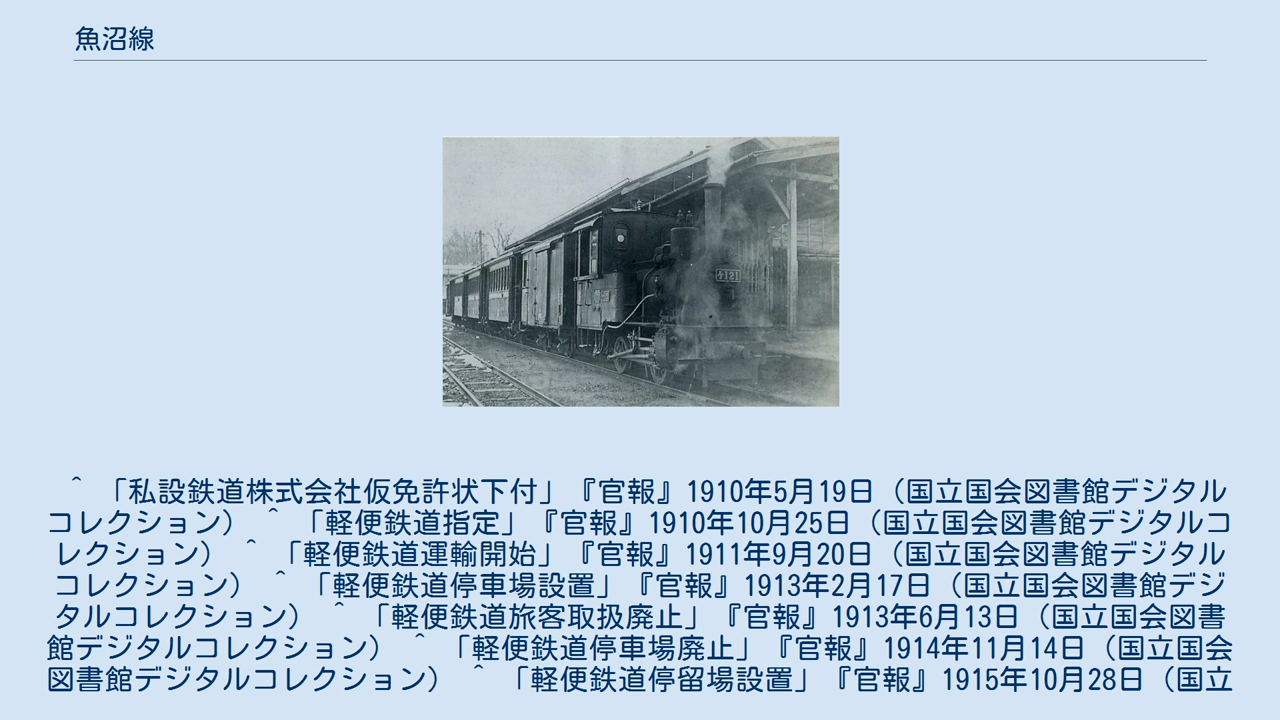 魚沼線
ケ121
＾ 「私設鉄道株式会社仮免許状下付」『官報』1910年5月19日（国立国会図書館デジタル
コレクション） ＾ 「軽便鉄道指定」『官報』1910年10月25日（国立国会図書館デジタルコ
レクション） ＾ 「軽便鉄道運輸開始」『官報』1911年9月20日（国立国会図書館デジタル
コレクション） ＾ 「軽便鉄道停車場設置」『官報』1913年2月17日（国立国会図書館デジ
タルコレクション） ＾ 「軽便鉄道旅客取扱廃止」『官報』1913年6月13日（国立国会図書
館デジタルコレクション） ＾ 「軽便鉄道停車場廃止」『官報』1914年11月14日（国立国会
図書館デジタルコレクション） ＾ 「軽便鉄道停留場設置」『官報』1915年10月28日（国立